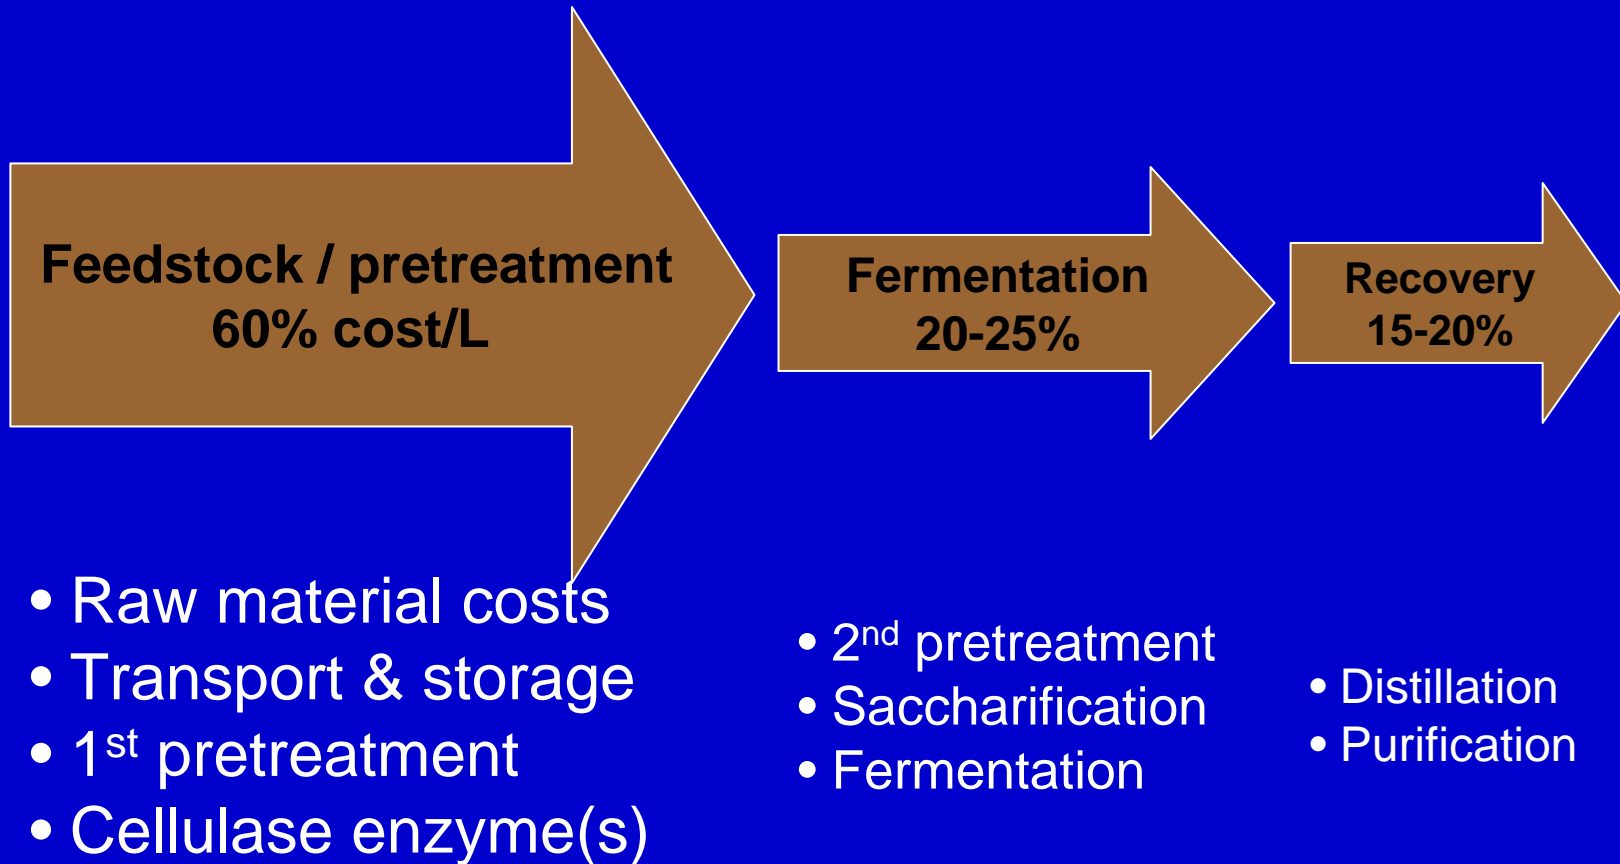 Feedstock / pretreatment
60% cost/L
Fermentation
20-25%
Recovery
15-20%
• Raw material costs
• Transport & storage
• 1st pretreatment
• Cellulase enzyme(s)
• 2nd pretreatment
• Saccharification
• Fermentation
• Distillation
• Purification